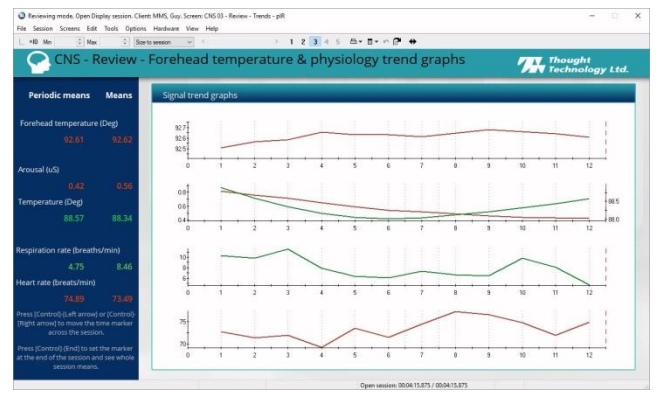 Reviewing mode, Open Display session. Client: MMS, Guy. Screen: CNS 03 - Review - Trends - pIR
File Session Screens Edit Tools Options Hardware View Help
Min Max Size to session 1 2 3 4 5
CNS - Review - Forehead temperature & physiology trend graphs
Thought
Technology Ltd.
Periodic means Means
Signal trend graphs
Forehead temperature (Deg)
92.61 92.62
Arousal (uS)
0.42 0.56
Temperature (Deg)
88.57 88.34
Respiration rate (breaths/min)
4.75 8.46
Heart rate (breats/min)
74.89 73.49
Press [Control]-[Left arrow] or [Control]-
[Right arrow] to move the time marker
across the session.
Press [Control]-[End] to set the marker
at the end of the session and see whole
session means.
92.7
92.6
92.5
0 1 2 3 4 5 6 7 8 9 10 11 12
0.8
0.6
0.4
88.5
88.0
0 1 2 3 4 5 6 7 8 9 10 11 12
10
8
6
0 1 2 3 4 5 6 7 8 9 10 11 12
75
70
0 1 2 3 4 5 6 7 8 9 10 11 12
Open session: 00:04:15.875 / 00:04:15.875